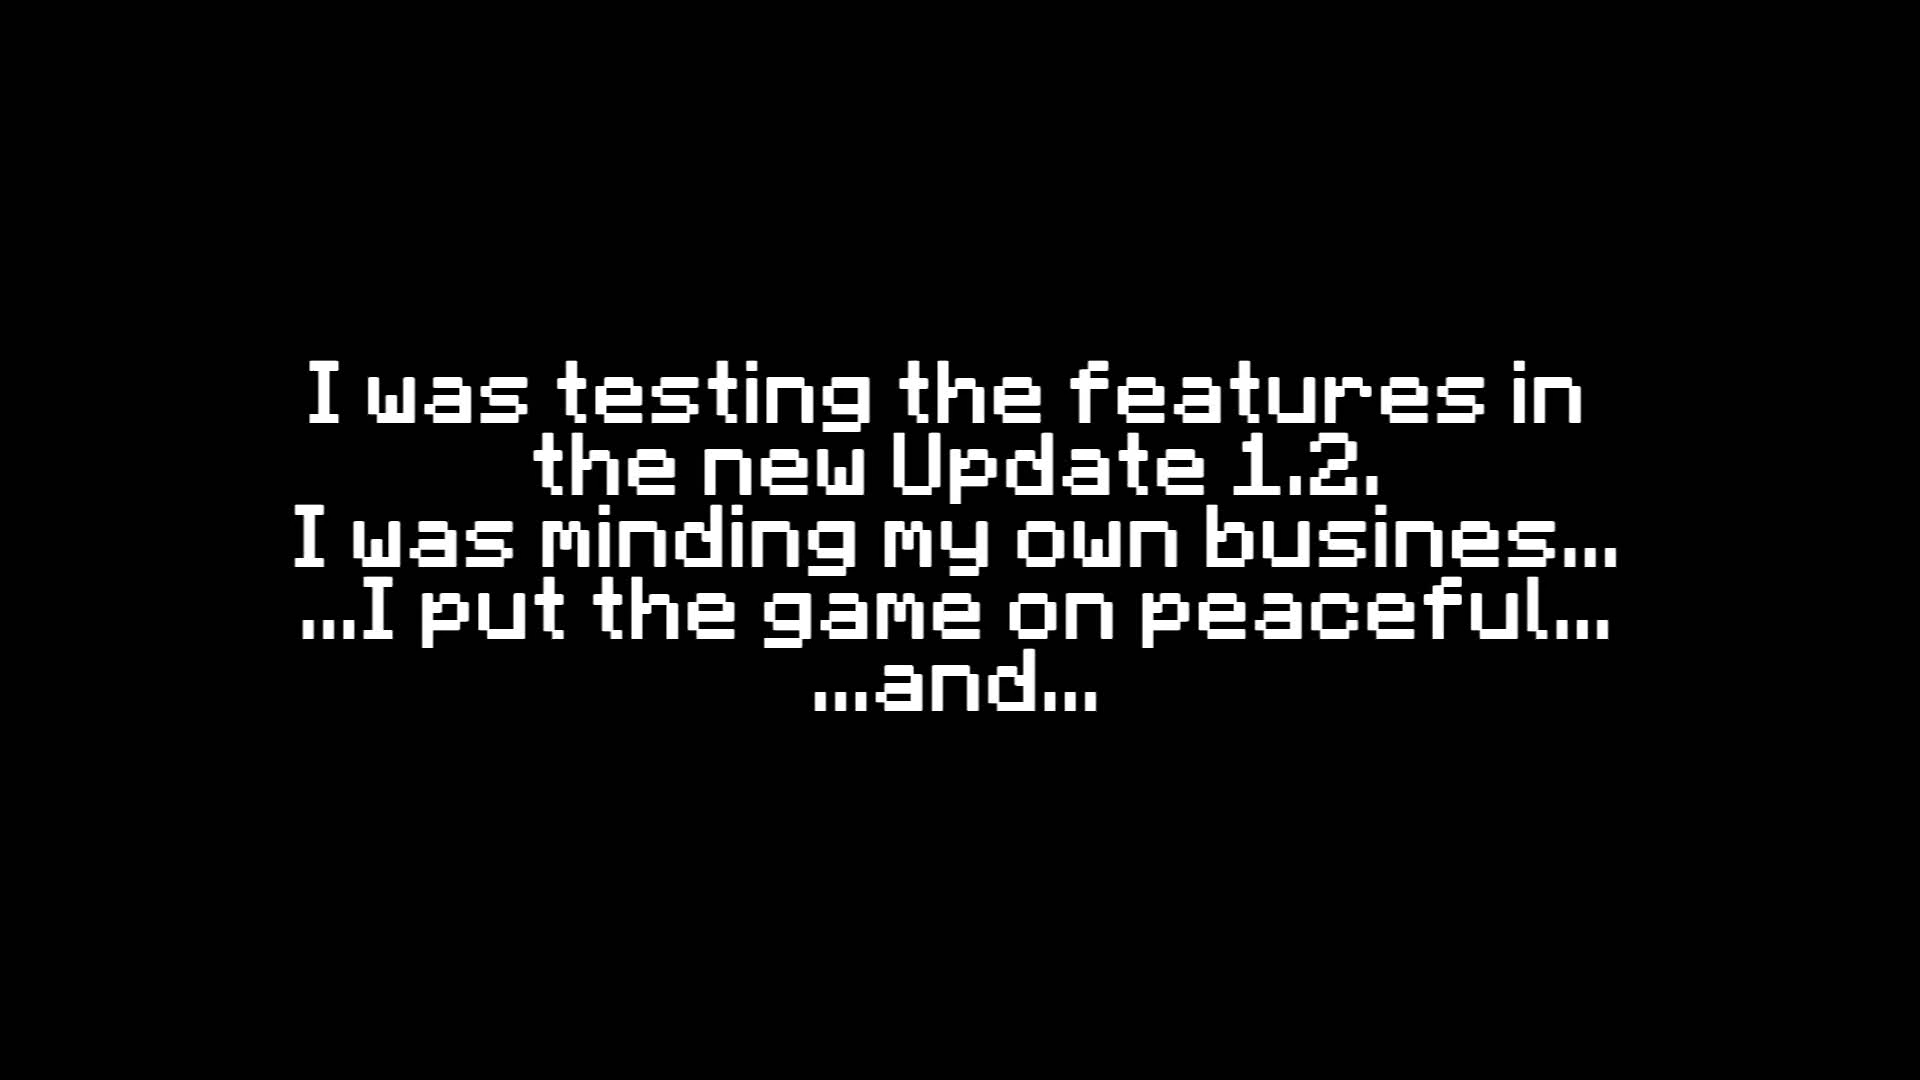 I was testing the features in
the new Update 1.2.
I was minding my own busines...
...I put the game on peaceful...
...and...